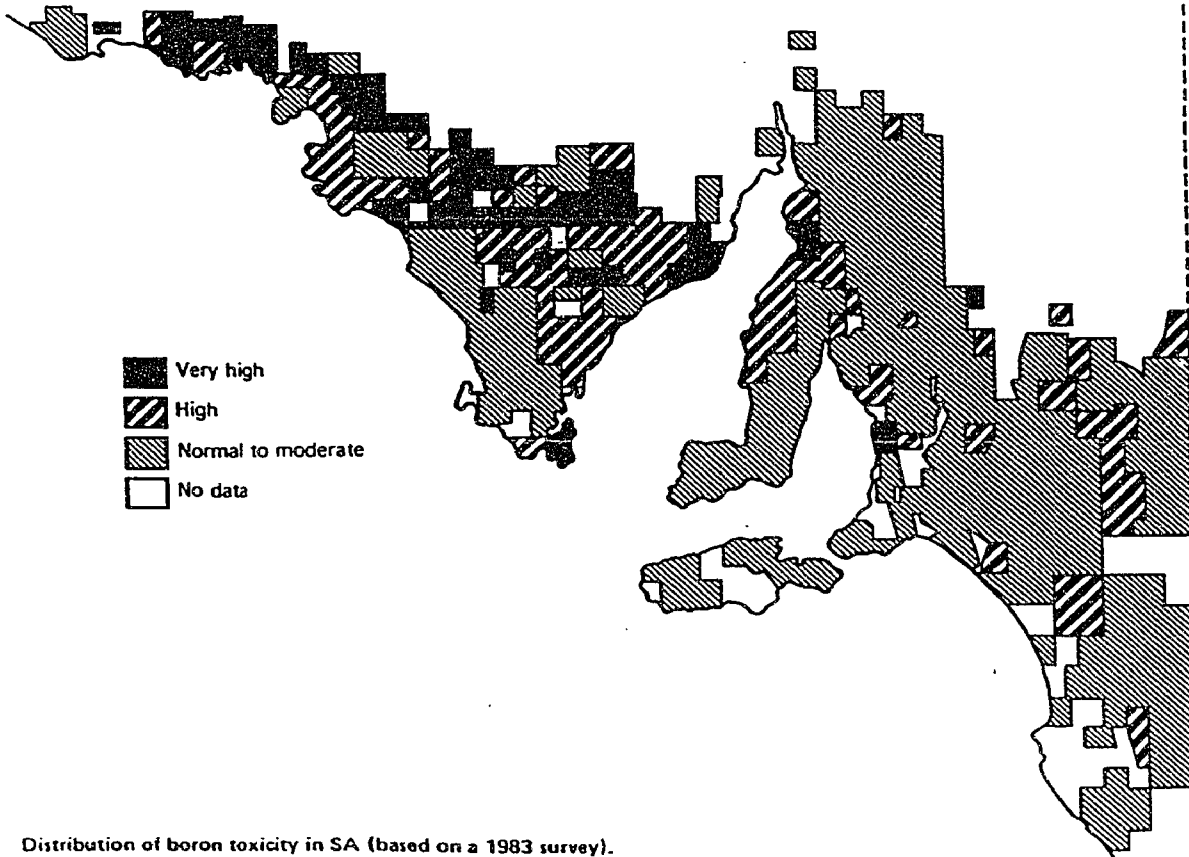 Very high
High
Normal to moderate
No data
Distribution of boron toxicity in SA (based on a 1983 survey).